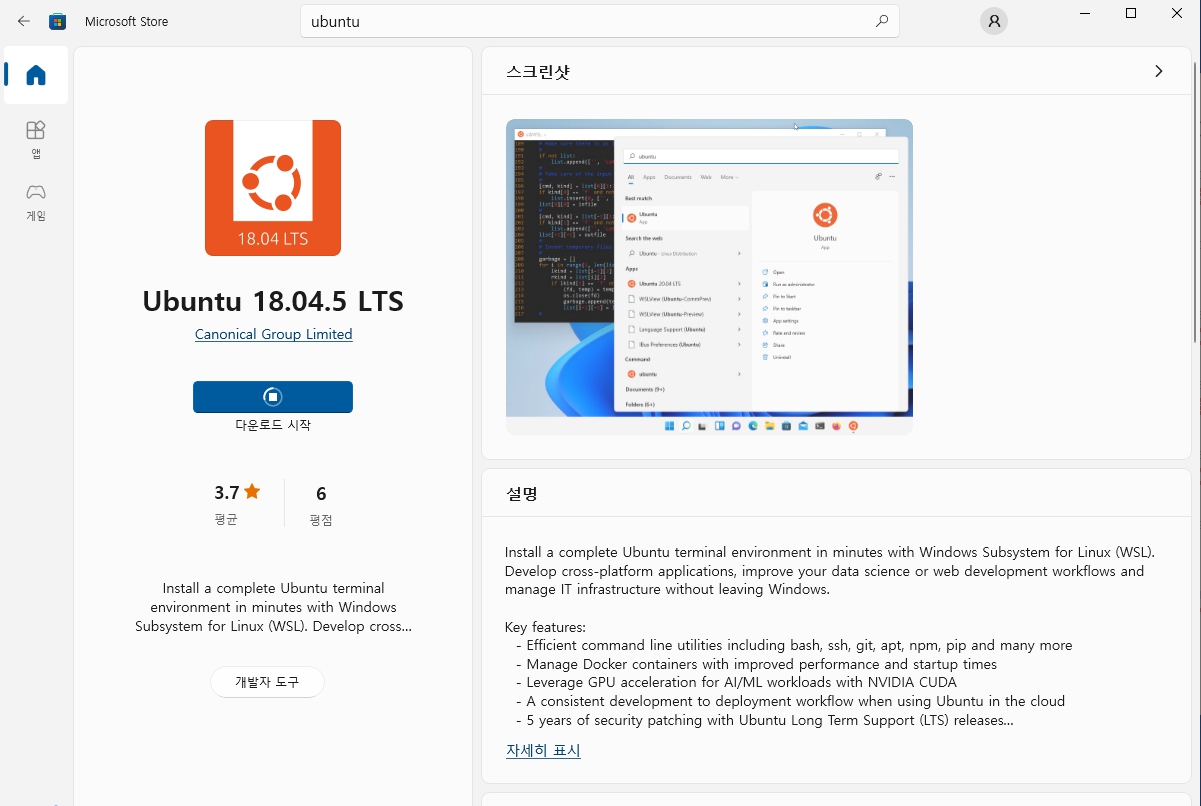 Microsoft Store
ubuntu
앱
게임
18.04 LTS
Ubuntu 18.04.5 LTS
Canonical Group Limited
다운로드 시작
3.7
평균
6
평점
Install a complete Ubuntu terminal
environment in minutes with Windows
Subsystem for Linux (WSL). Develop cross...
개발자 도구
스크린샷
ubuntu
All Apps Documents Web More
Best match
Ubuntu
App
Search the web
Ubuntu - Linux Distribution
Apps
Ubuntu 20.04 LTS
WSLView (Ubuntu-CommPrev)
WSLView (Ubuntu-Preview)
Language Support (Ubuntu)
IBus Preferences (Ubuntu)
Command
ubuntu
Documents (9+)
Folders (6+)
Ubuntu
App
Open
Run as administrator
Pin to Start
Pin to taskbar
App settings
Rate and review
Share
Uninstall
설명
Install a complete Ubuntu terminal environment in minutes with Windows Subsystem for Linux (WSL).
Develop cross-platform applications, improve your data science or web development workflows and
manage IT infrastructure without leaving Windows.
Key features:
- Efficient command line utilities including bash, ssh, git, apt, npm, pip and many more
- Manage Docker containers with improved performance and startup times
- Leverage GPU acceleration for AI/ML workloads with NVIDIA CUDA
- A consistent development to deployment workflow when using Ubuntu in the cloud
- 5 years of security patching with Ubuntu Long Term Support (LTS) releases...
자세히 표시